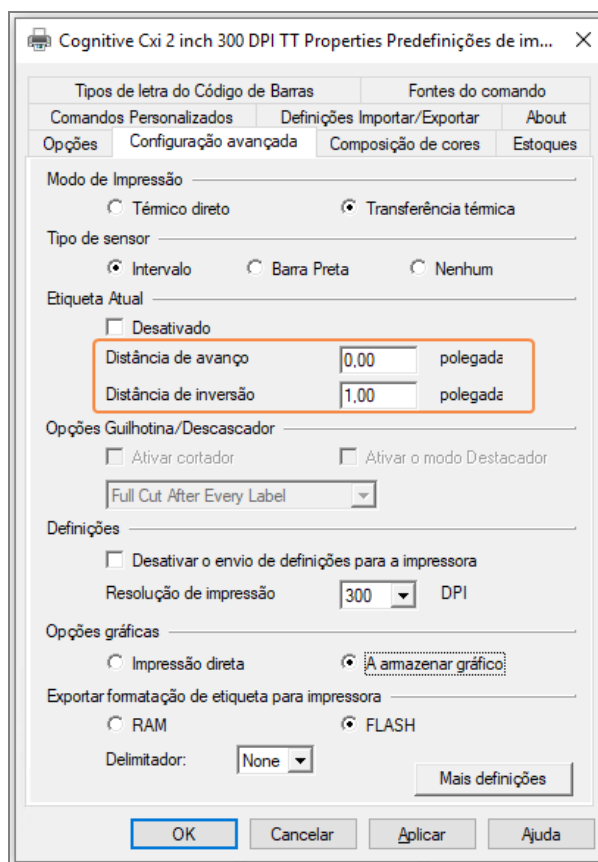 Cognitive Cxi 2 inch 300 DPI TT Properties Predefinições de im...
Tipos de letra do Código de Barras Fontes do comando
Comandos Personalizados Definições Importar/Exportar About
Opções Configuração avançada Composição de cores Estoques
Modo de Impressão
Térmico direto Transferência térmica
Tipo de sensor
Intervalo Barra Preta Nenhum
Etiqueta Atual
Desativado
Distância de avanço 0,00 polegada
Distância de inversão 1,00 polegada
Opções Guilhotina/Descascador
Ativar cortador Ativar o modo Destacador
Full Cut After Every Label
Definições
Desativar o envio de definições para a impressora
Resolução de impressão 300 DPI
Opções gráficas
Impressão direta A armazenar gráfico
Exportar formatação de etiqueta para impressora
RAM FLASH
Delimitador: None
Mais definições
OK Cancelar Aplicar Ajuda